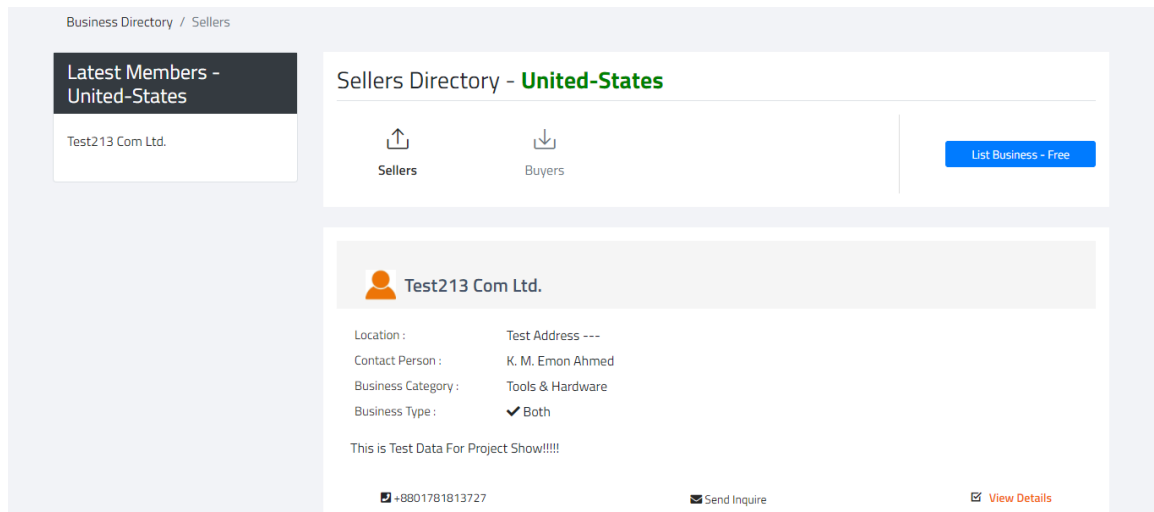 Business Directory / Sellers
Latest Members -
United-States
Test213 Com Ltd.
Sellers Directory - United-States
Sellers
Buyers
List Business - Free
Test213 Com Ltd.
Location : Test Address ---
Contact Person : K. M. Emon Ahmed
Business Category : Tools & Hardware
Business Type : Both
This is Test Data For Project Show!!!!!
+8801781813727 Send Inquire View Details